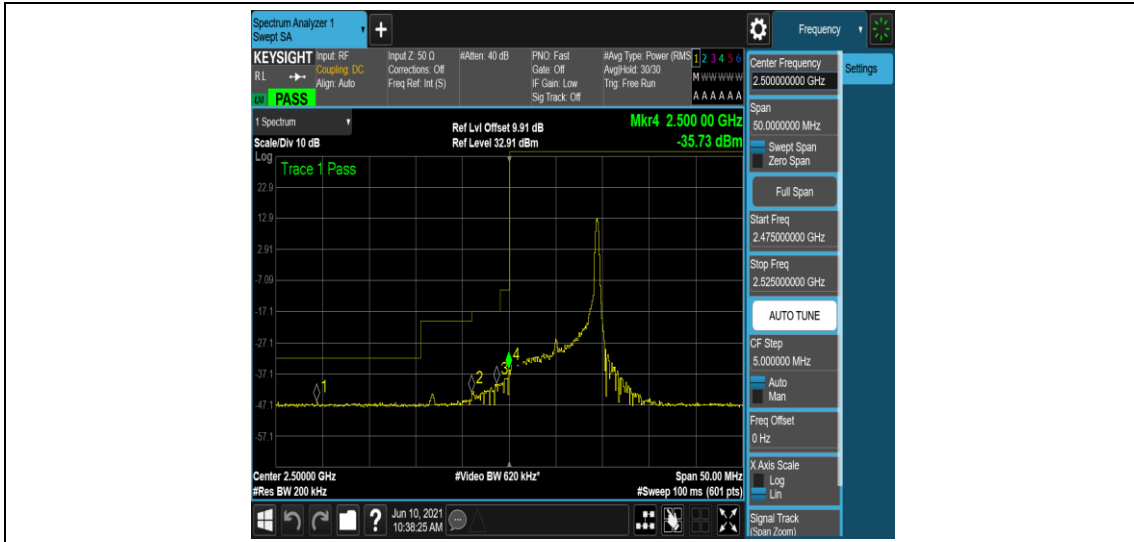 Spectrum Analyzer 1
Swept SA
+
Frequency
KEYSIGHT
R L
PASS
Input: RF
Coupling: DC
Align: Auto
Input Z: 50 Ω
Corrections: Off
Freq Ref: Int (S)
#Atten: 40 dB
PNO: Fast
Gate: Off
IF Gain: Low
Sig Track: Off
#Avg Type: Power (RMS
Avg|Hold: 30/30
Trig: Free Run
1 2 3 4 5 6
M W W W W W
A A A A A A
1 Spectrum
Scale/Div 10 dB
Ref Lvl Offset 9.91 dB
Ref Level 32.91 dBm
Mkr4 2.500 00 GHz
-35.73 dBm
Log
Trace 1 Pass
22.9
12.9
2.91
-7.09
-17.1
-27.1
-37.1
-47.1
-57.1
1
2
3
4
Center 2.50000 GHz
#Res BW 200 kHz
#Video BW 620 kHz*
Span 50.00 MHz
#Sweep 100 ms (601 pts)
Center Frequency
2.500000000 GHz
Settings
Span
50.0000000 MHz
Swept Span
Zero Span
Full Span
Start Freq
2.475000000 GHz
Stop Freq
2.525000000 GHz
AUTO TUNE
CF Step
5.000000 MHz
Auto
Man
Freq Offset
0 Hz
X Axis Scale
Log
Lin
Signal Track
(Span Zoom)
?
Jun 10, 2021
10:38:25 AM